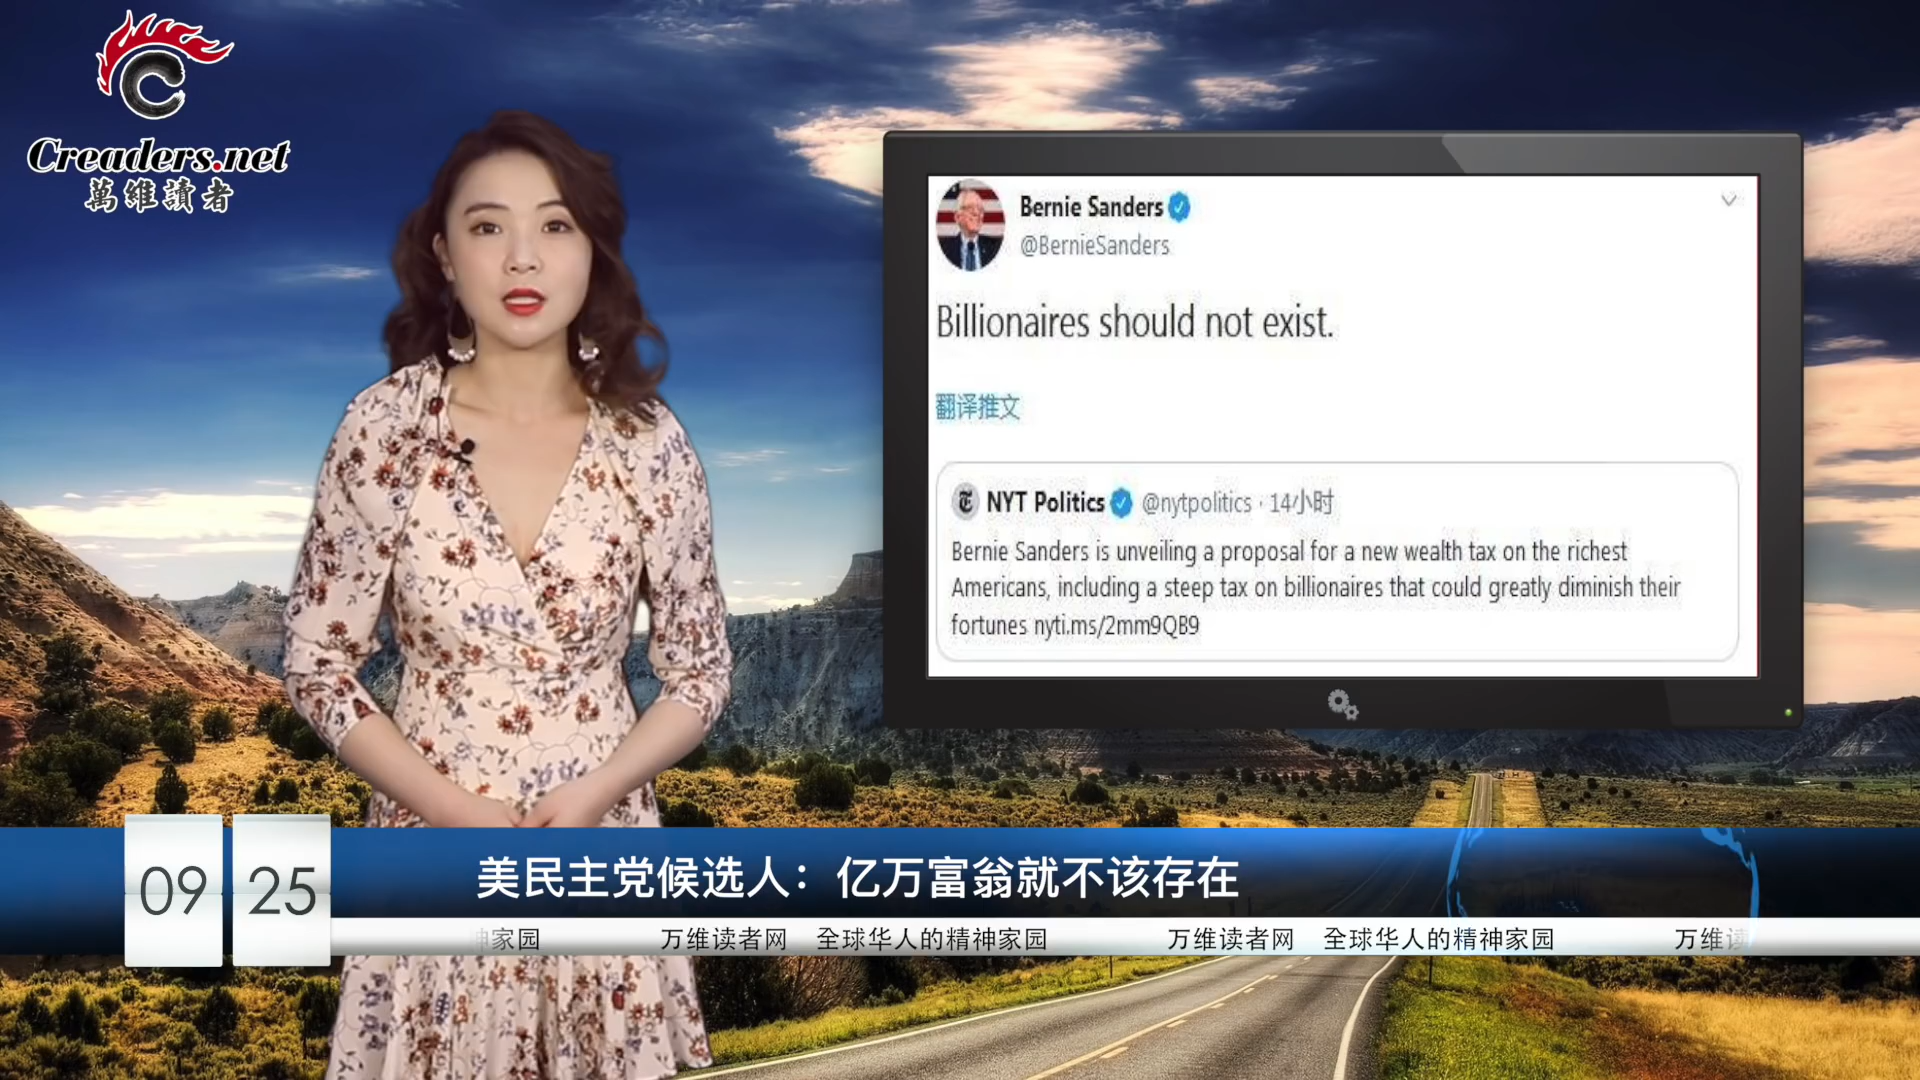 Creaders.net
萬維讀者
Bernie Sanders
@BernieSanders
Billionaires should not exist.
翻译推文
NYT Politics @nytpolitics · 14小时
Bernie Sanders is unveiling a proposal for a new wealth tax on the richest
Americans, including a steep tax on billionaires that could greatly diminish their
fortunes nyti.ms/2mm9QB9
09 25
美民主党候选人：亿万富翁就不该存在
家园 万维读者网 全球华人的精神家园 万维读者网 全球华人的精神家园 万维